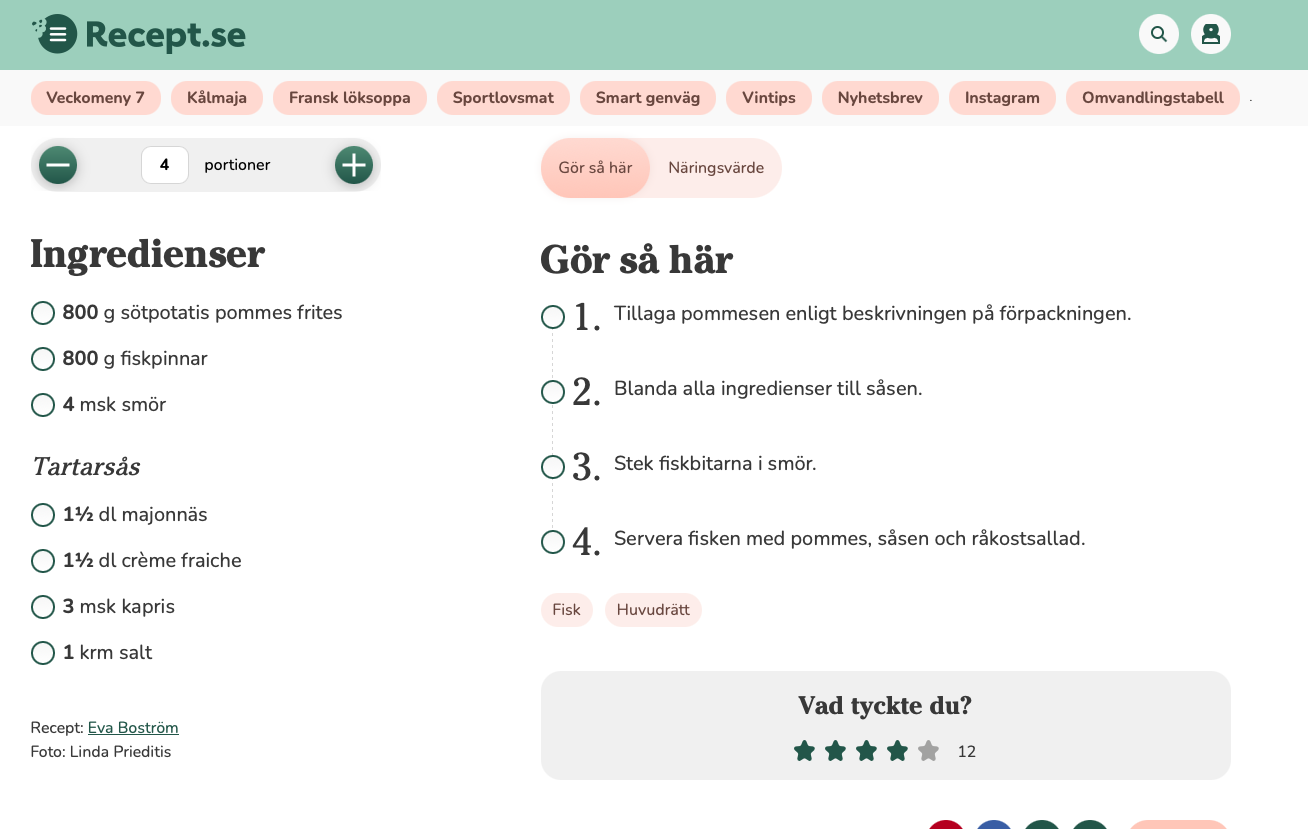 Recept.se
Veckomeny 7
Kålmaja
Fransk löksoppa
Sportlovsmat
Smart genväg
Vintips
Nyhetsbrev
Instagram
Omvandlingstabell
.
4 portioner
Ingredienser
800 g sötpotatis pommes frites
800 g fiskpinnar
4 msk smör
Tartarsås
1½ dl majonnäs
1½ dl crème fraiche
3 msk kapris
1 krm salt
Recept: Eva Boström
Foto: Linda Prieditis
Gör så här
Näringsvärde
Gör så här
1. Tillaga pommesen enligt beskrivningen på förpackningen.
2. Blanda alla ingredienser till såsen.
3. Stek fiskbitarna i smör.
4. Servera fisken med pommes, såsen och råkostsallad.
Fisk
Huvudrätt
Vad tyckte du?
12